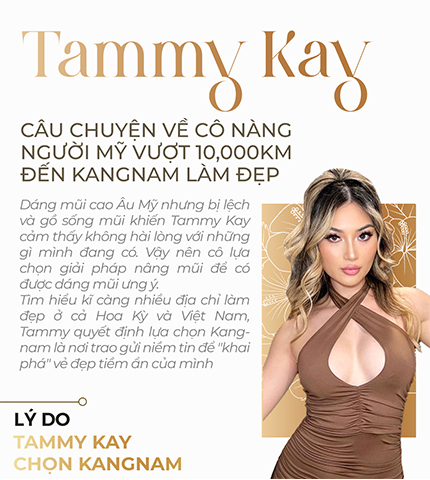 Tammy Kay
CÂU CHUYỆN VỀ CÔ NÀNG
NGƯỜI MỸ VƯỢT 10,000KM
ĐẾN KANGNAM LÀM ĐẸP
Dáng mũi cao Âu Mỹ nhưng bị lệch
và gồ sống mũi khiến Tammy Kay
cảm thấy không hài lòng với những
gì mình đang có. Vậy nên cô lựa
chọn giải pháp nâng mũi để có
được dáng mũi ưng ý.
Tìm hiểu kĩ càng nhiều địa chỉ làm
đẹp ở cả Hoa Kỳ và Việt Nam,
Tammy quyết định lựa chọn Kang-
nam là nơi trao gửi niềm tin để "khai
phá" vẻ đẹp tiềm ẩn của mình
LÝ DO
TAMMY KAY
CHỌN KANGNAM